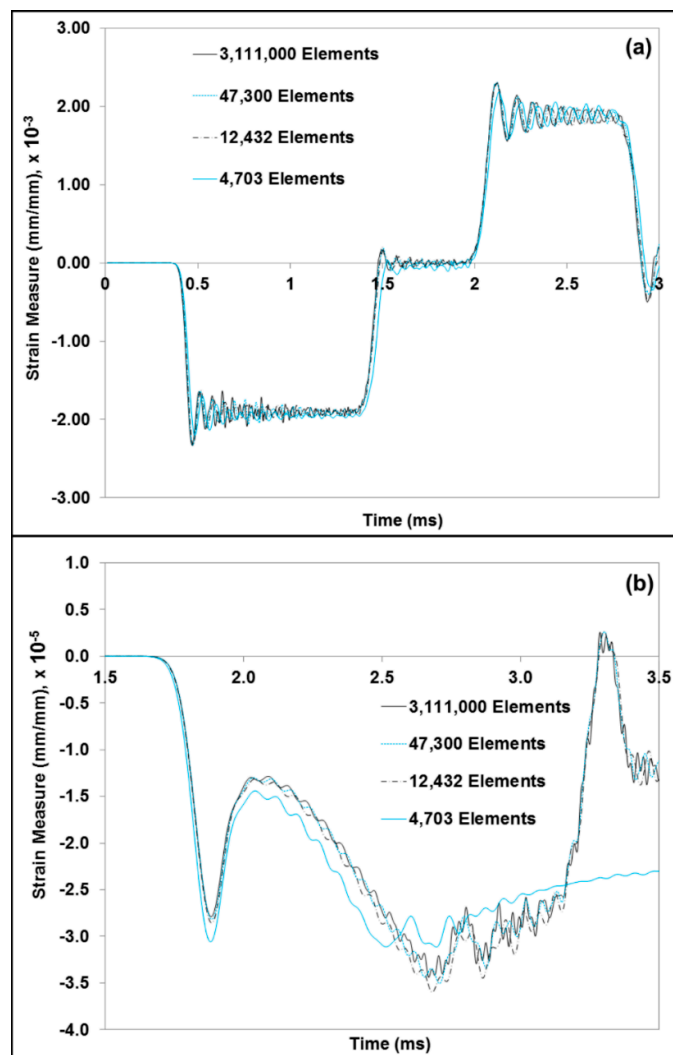 (a)
3.00
2.00
1.00
0.00
-1.00
-2.00
-3.00
Strain Measure (mm/mm), x 10-3
3,111,000 Elements
47,300 Elements
12,432 Elements
4,703 Elements
0 0.5 1 1.5 2 2.5 3
Time (ms)
(b)
1.0
0.5
0.0
-0.5
-1.0
-1.5
-2.0
-2.5
-3.0
-3.5
-4.0
Strain Measure (mm/mm), x 10-5
1.5 2.0 2.5 3.0 3.5
3,111,000 Elements
47,300 Elements
12,432 Elements
4,703 Elements
Time (ms)